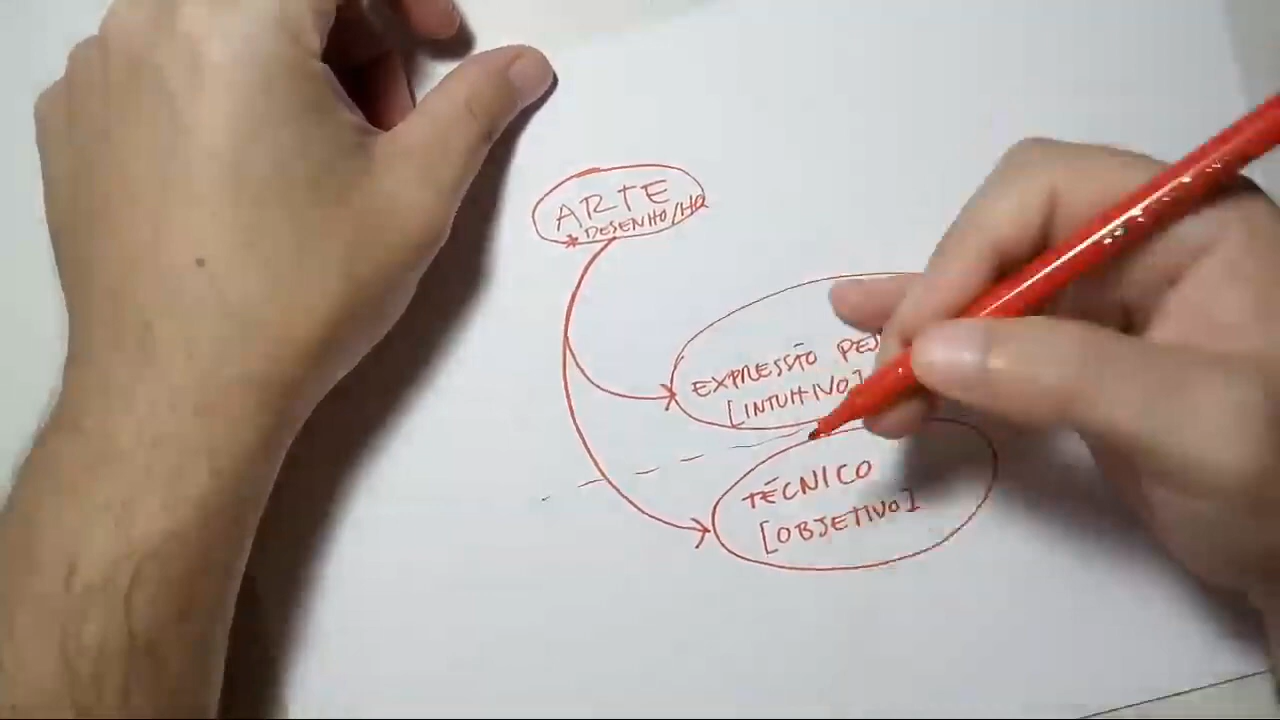 ARTE
* DESENHO/HQ
EXPRESSÃO
[INTUITIVO]
TÉCNICO
[OBJETIVO]